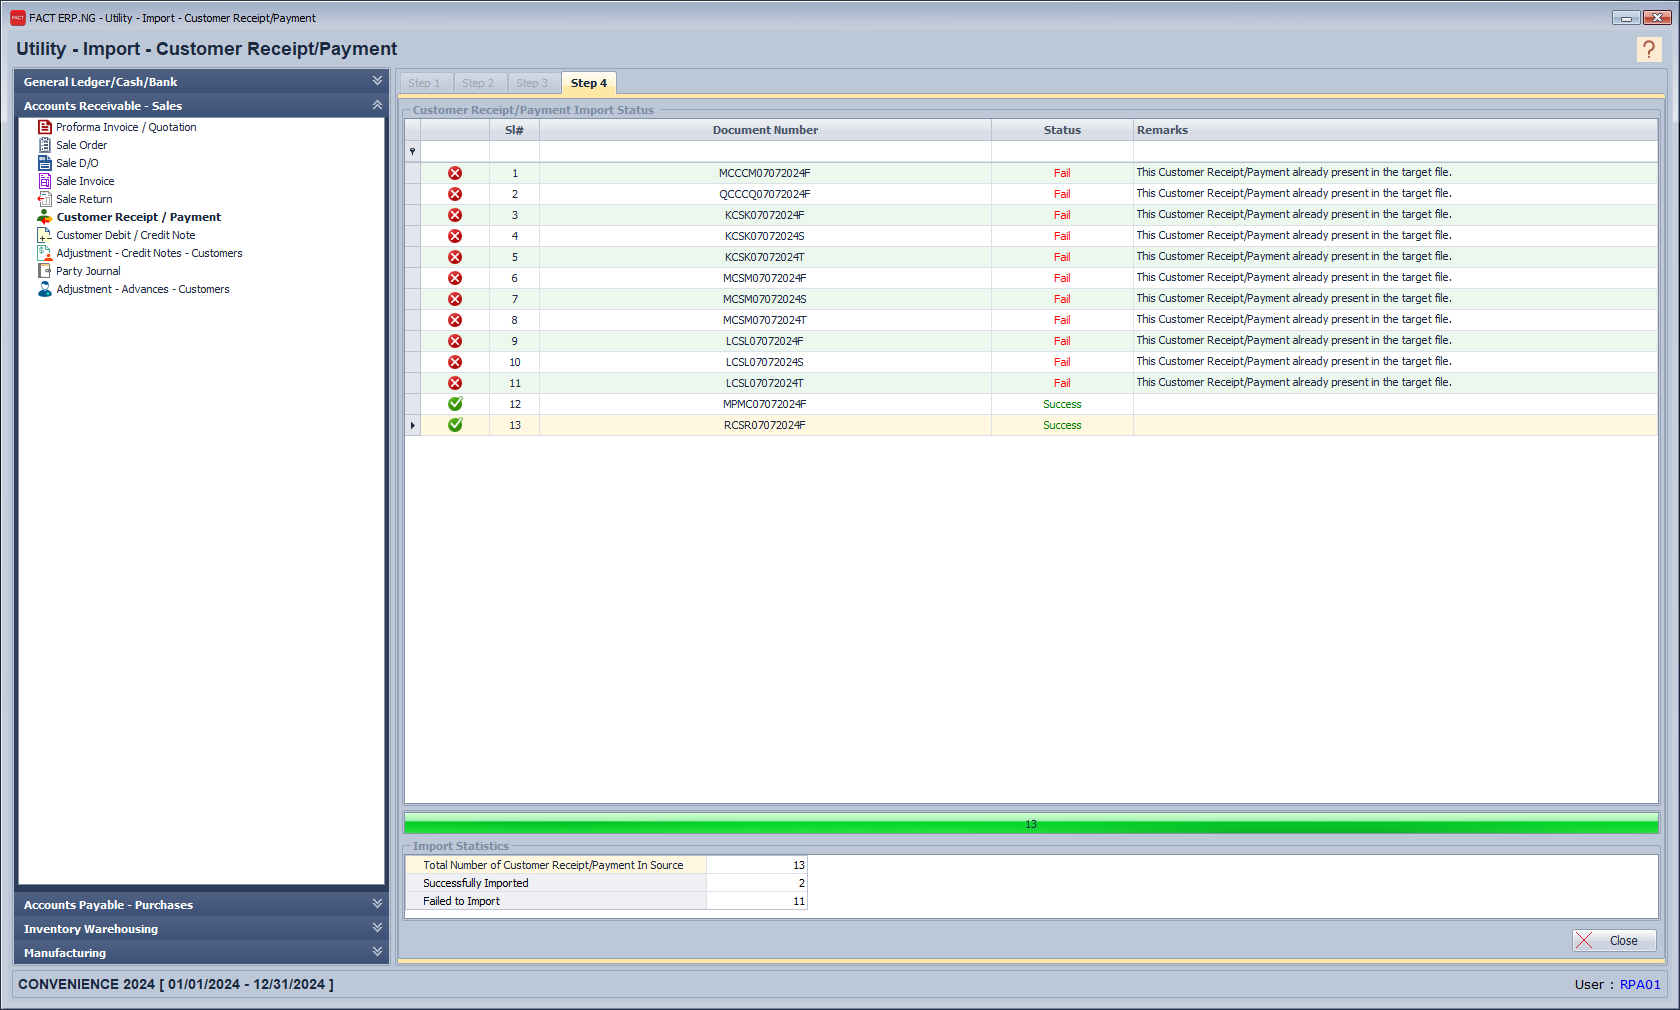 FACT ERP.NG - Utility - Import - Customer Receipt/Payment
Utility - Import - Customer Receipt/Payment
?
General Ledger/Cash/Bank
Accounts Receivable - Sales
Proforma Invoice / Quotation
Sale Order
Sale D/O
Sale Invoice
Sale Return
Customer Receipt / Payment
Customer Debit / Credit Note
Adjustment - Credit Notes - Customers
Party Journal
Adjustment - Advances - Customers
Accounts Payable - Purchases
Inventory Warehousing
Manufacturing
Step 1 Step 2 Step 3 Step 4
Customer Receipt/Payment Import Status
Sl# Document Number Status Remarks
1 MCCCM07072024F Fail This Customer Receipt/Payment already present in the target file.
2 QCCCQ07072024F Fail This Customer Receipt/Payment already present in the target file.
3 KCSK07072024F Fail This Customer Receipt/Payment already present in the target file.
4 KCSK07072024S Fail This Customer Receipt/Payment already present in the target file.
5 KCSK07072024T Fail This Customer Receipt/Payment already present in the target file.
6 MCSM07072024F Fail This Customer Receipt/Payment already present in the target file.
7 MCSM07072024S Fail This Customer Receipt/Payment already present in the target file.
8 MCSM07072024T Fail This Customer Receipt/Payment already present in the target file.
9 LCSL07072024F Fail This Customer Receipt/Payment already present in the target file.
10 LCSL07072024S Fail This Customer Receipt/Payment already present in the target file.
11 LCSL07072024T Fail This Customer Receipt/Payment already present in the target file.
12 MPMC07072024F Success
13 RCSR07072024F Success
13
Import Statistics
Total Number of Customer Receipt/Payment In Source 13
Successfully Imported 2
Failed to Import 11
Close
CONVENIENCE 2024 [ 01/01/2024 - 12/31/2024 ]
User : RPA01